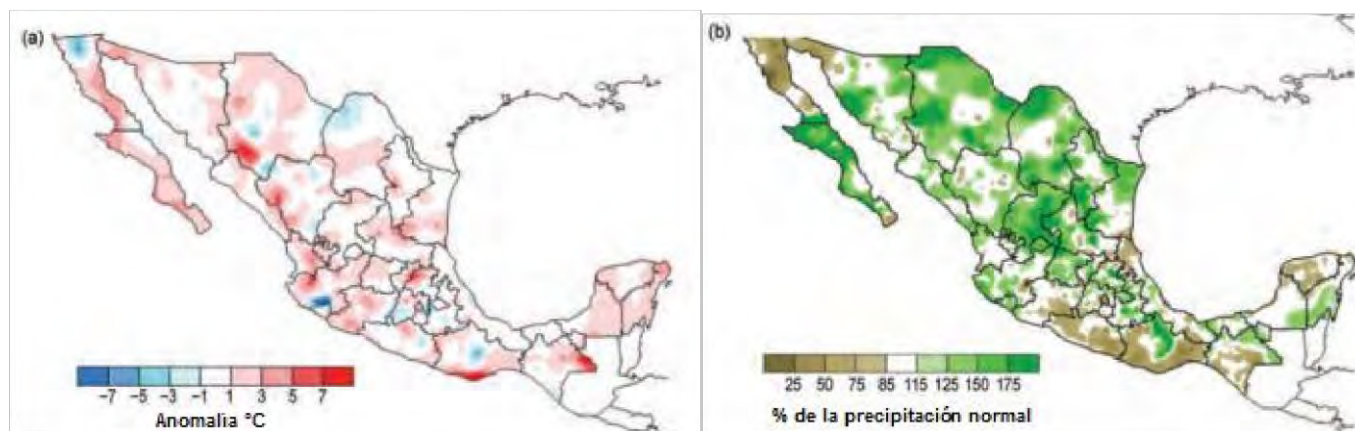 (a)
−7 −5 −3 −1 1 3 5 7
Anomalia °C
(b)
25 50 75 85 115 125 150 175
% de la precipitación normal